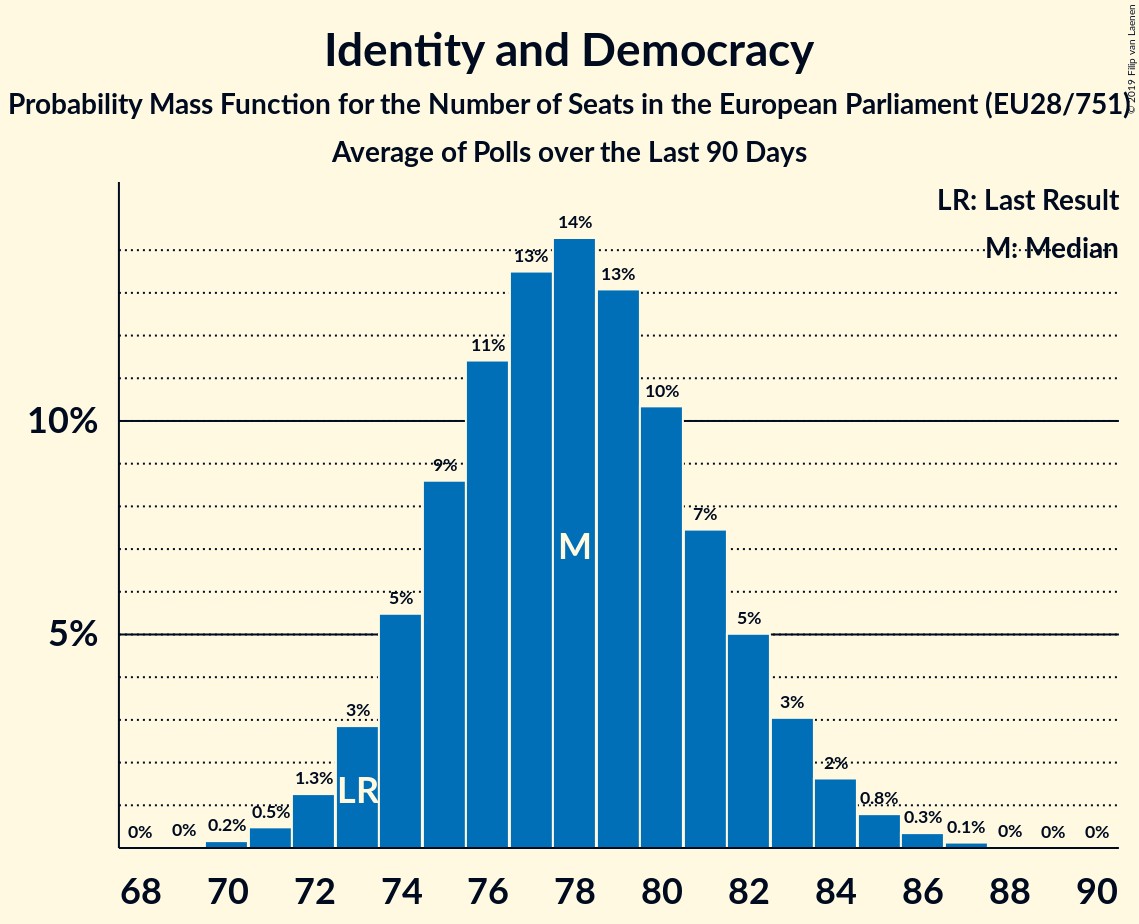 Identity and Democracy
Probability Mass Function for the Number of Seats in the European Parliament (EU28/751)
Average of Polls over the Last 90 Days
© 2019 Filip van Laenen
LR: Last Result
M: Median
14%
13%
13%
11%
10%
10%
9%
7%
M
5%
5%
5%
3%
3%
2%
1.3%
LR
0.8%
0.5%
0.3%
0.2%
0.1%
0%
0%
0%
0%
0%
68 70 72 74 76 78 80 82 84 86 88 90